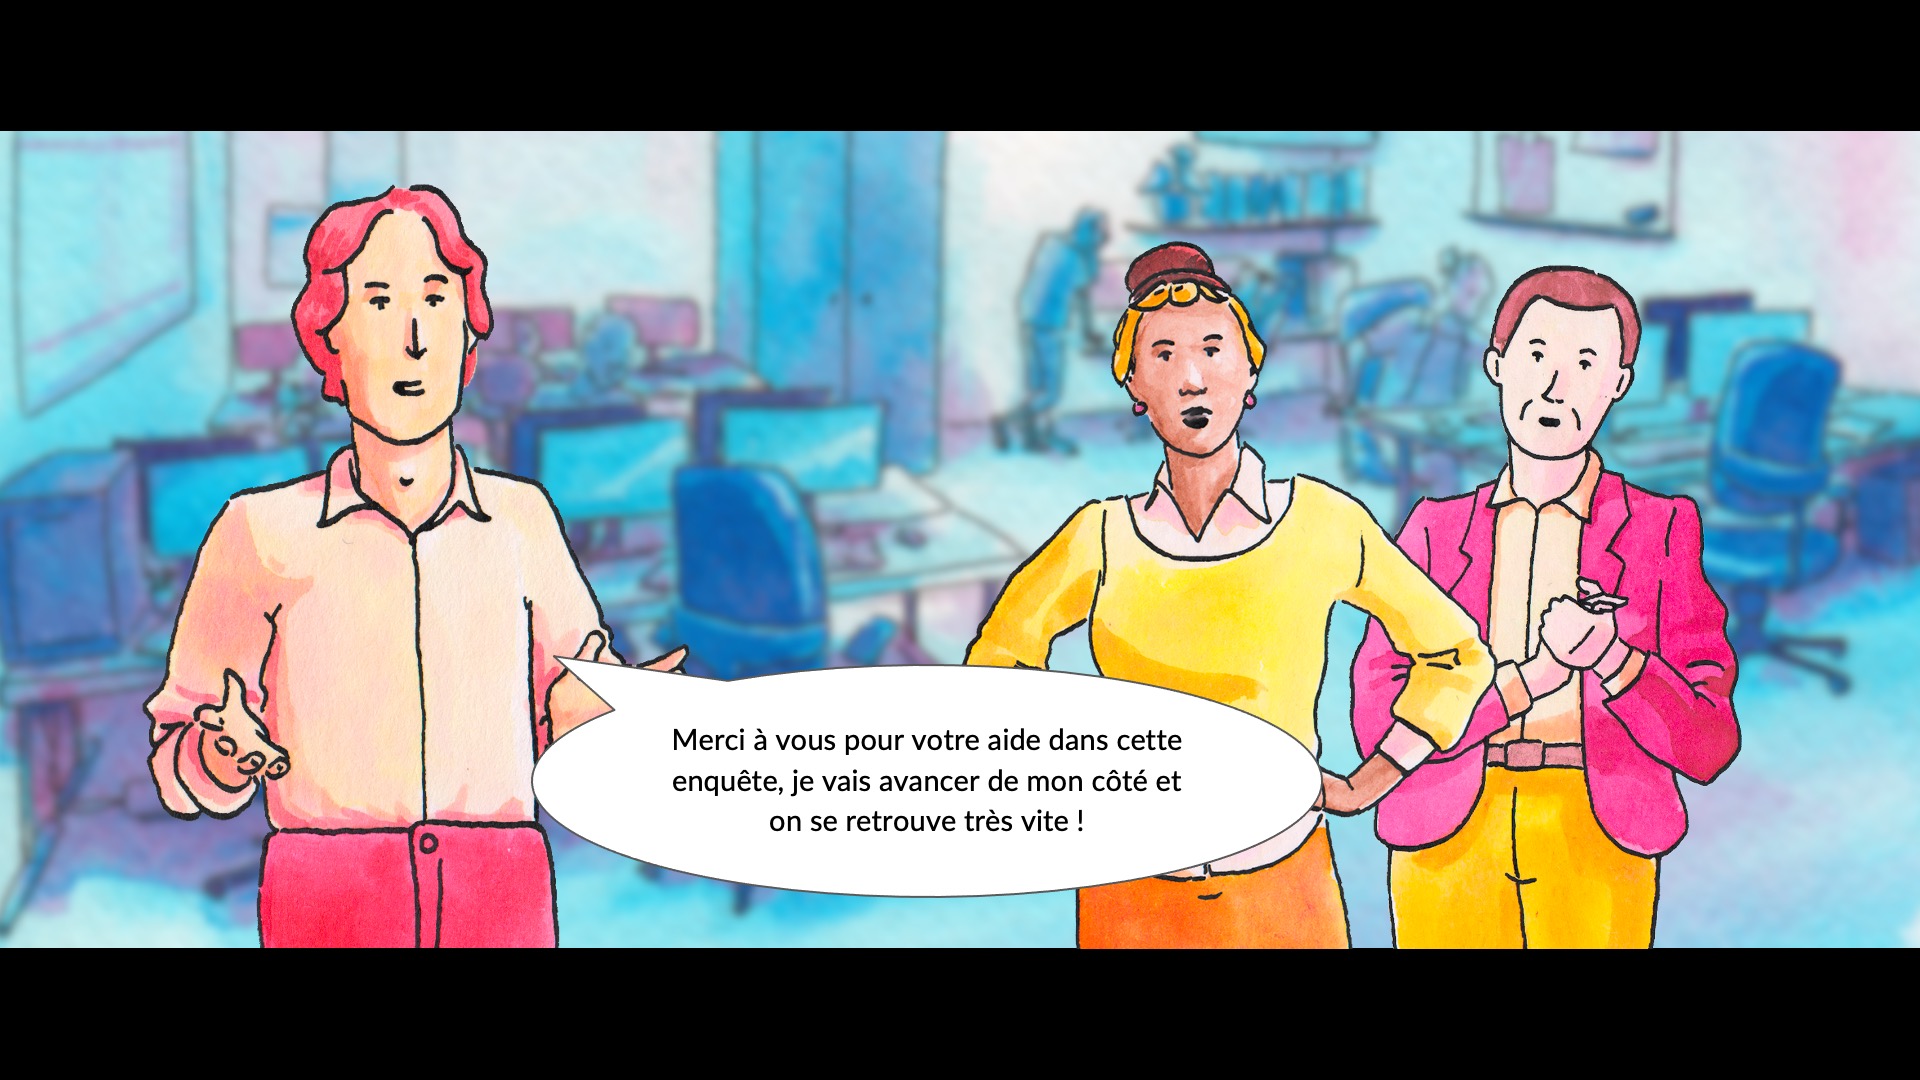 Merci à vous pour votre aide dans cette
enquête, je vais avancer de mon côté et
on se retrouve très vite !